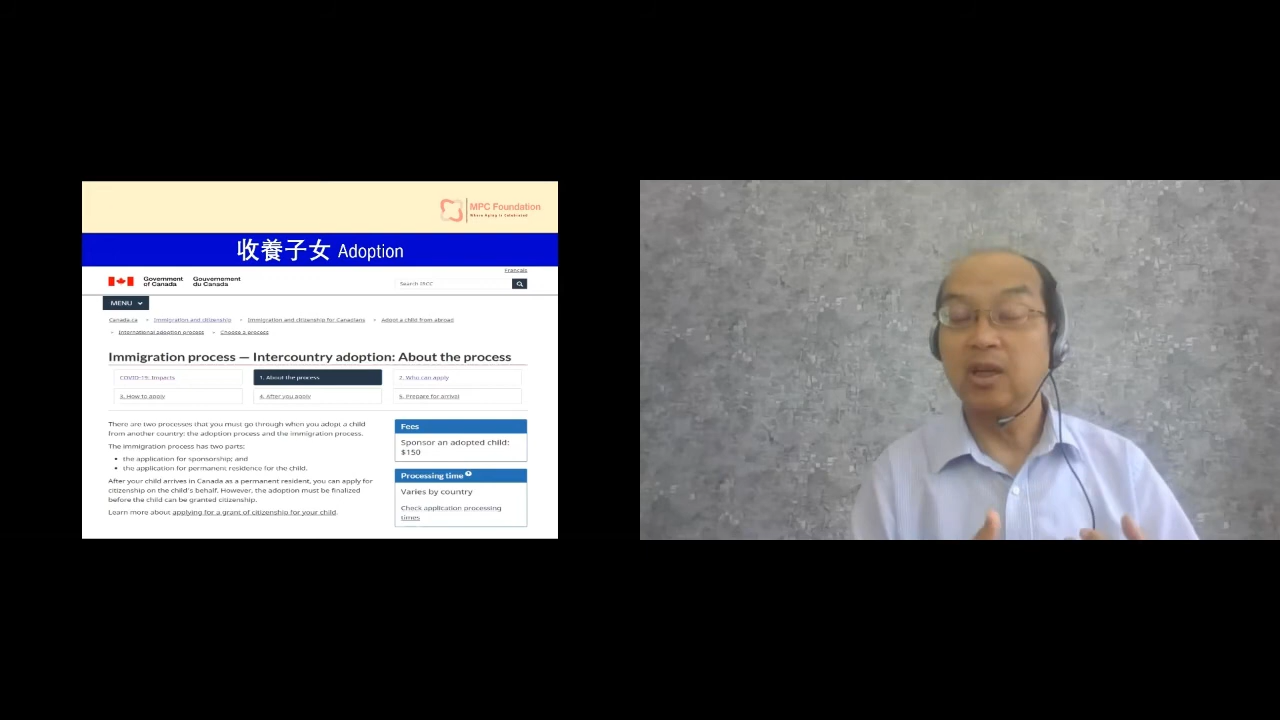 MPC Foundation
Where Aging is Celebrated
收養子女 Adoption
Français
Government of Canada
Gouvernement du Canada
Search IRCC
MENU
Canada.ca > Immigration and citizenship > Immigration and citizenship for Canadians > Adopt a child from abroad
> International adoption process > Choose a process
Immigration process — Intercountry adoption: About the process
COVID-19: Impacts
1. About the process
2. Who can apply
3. How to apply
4. After you apply
5. Prepare for arrival
There are two processes that you must go through when you adopt a child
from another country: the adoption process and the immigration process.
The immigration process has two parts:
• the application for sponsorship; and
• the application for permanent residence for the child.
After your child arrives in Canada as a permanent resident, you can apply for
citizenship on the child's behalf. However, the adoption must be finalized
before the child can be granted citizenship.
Learn more about applying for a grant of citizenship for your child.
Fees
Sponsor an adopted child:
$150
Processing time
Varies by country
Check application processing
times